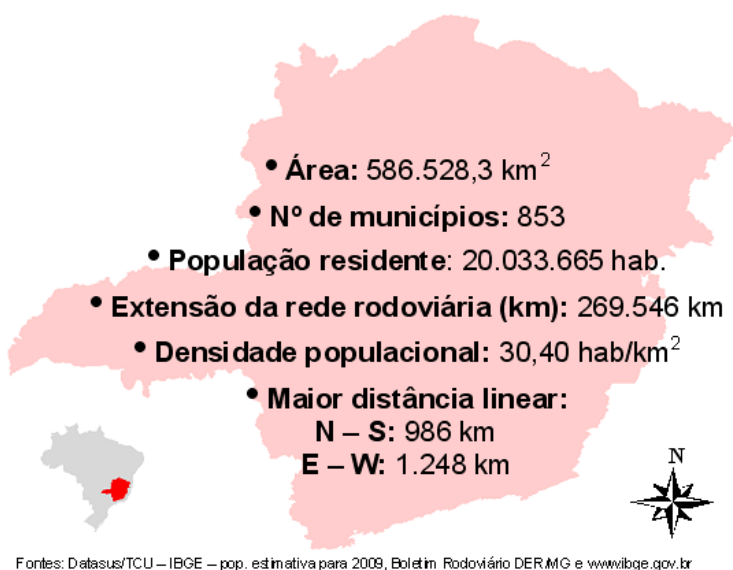 • Área: 586.528,3 km²
• Nº de municípios: 853
• População residente: 20.033.665 hab.
• Extensão da rede rodoviária (km): 269.546 km
• Densidade populacional: 30,40 hab/km²
• Maior distância linear:
N – S: 986 km
E – W: 1.248 km
N
Fontes: Datasus/TCU – IBGE – pop. estimativa para 2009, Boletim Rodoviário DER/MG e www.ibge.gov.br